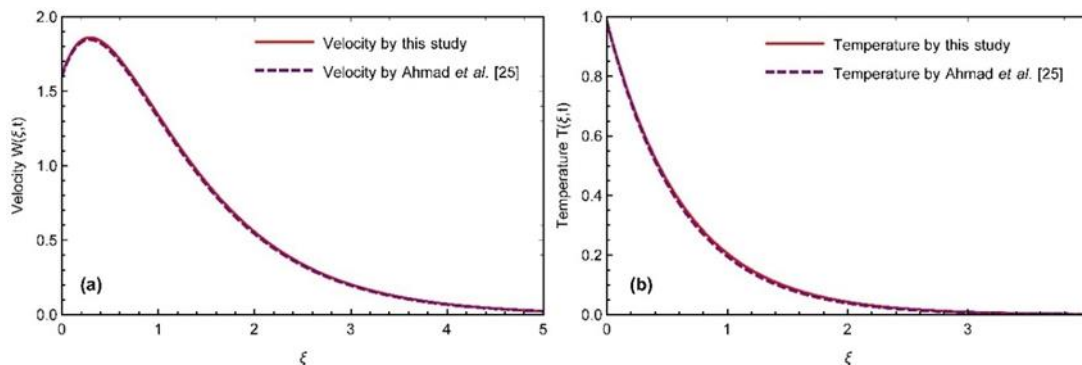 2.0
Velocity by this study
Velocity by Ahmad et al. [25]
1.5
1.0
0.5
0.0
Velocity W(ξ,t)
(a)
0 1 2 3 4 5
ξ
1.0
Temperature by this study
Temperature by Ahmad et al. [25]
0.8
0.6
0.4
0.2
0.0
Temperature T(ξ,t)
(b)
0 1 2 3
ξ